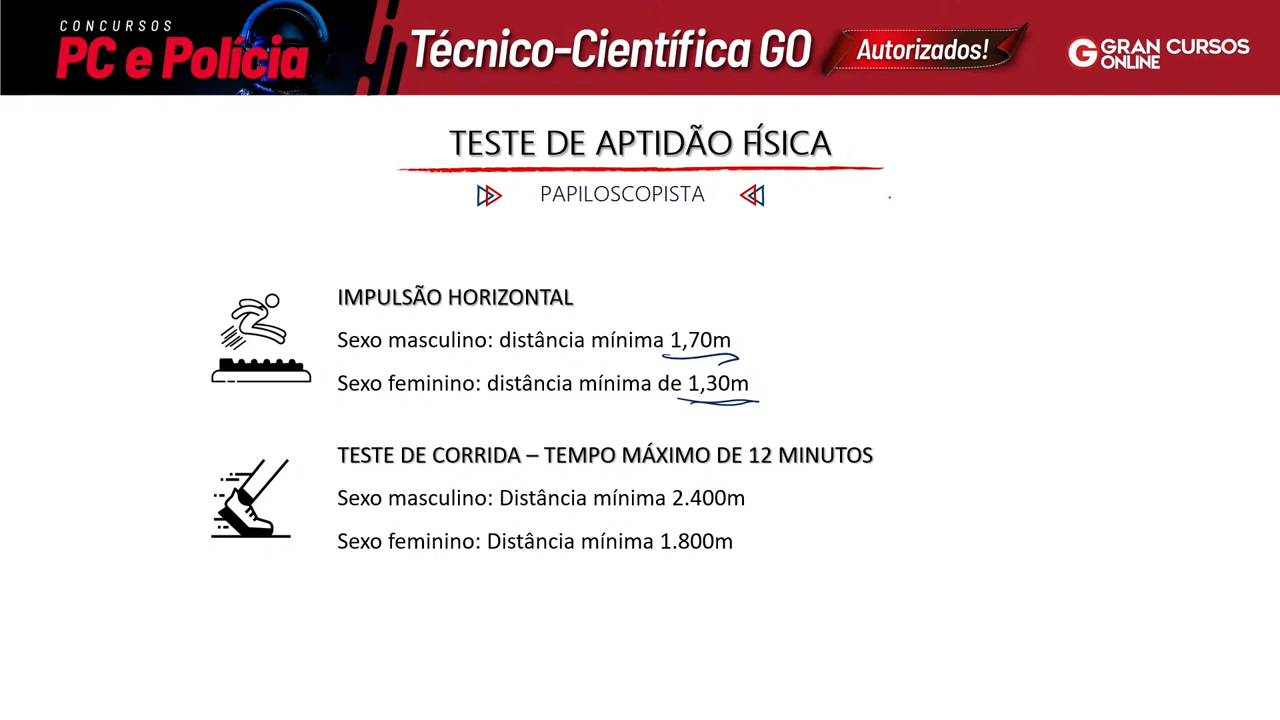 CONCURSOS
PC e Polícia
Técnico-Científica GO
Autorizados!
GRAN CURSOS
ONLINE
TESTE DE APTIDÃO FÍSICA
PAPILOSCOPISTA
IMPULSÃO HORIZONTAL
Sexo masculino: distância mínima 1,70m
Sexo feminino: distância mínima de 1,30m
TESTE DE CORRIDA – TEMPO MÁXIMO DE 12 MINUTOS
Sexo masculino: Distância mínima 2.400m
Sexo feminino: Distância mínima 1.800m